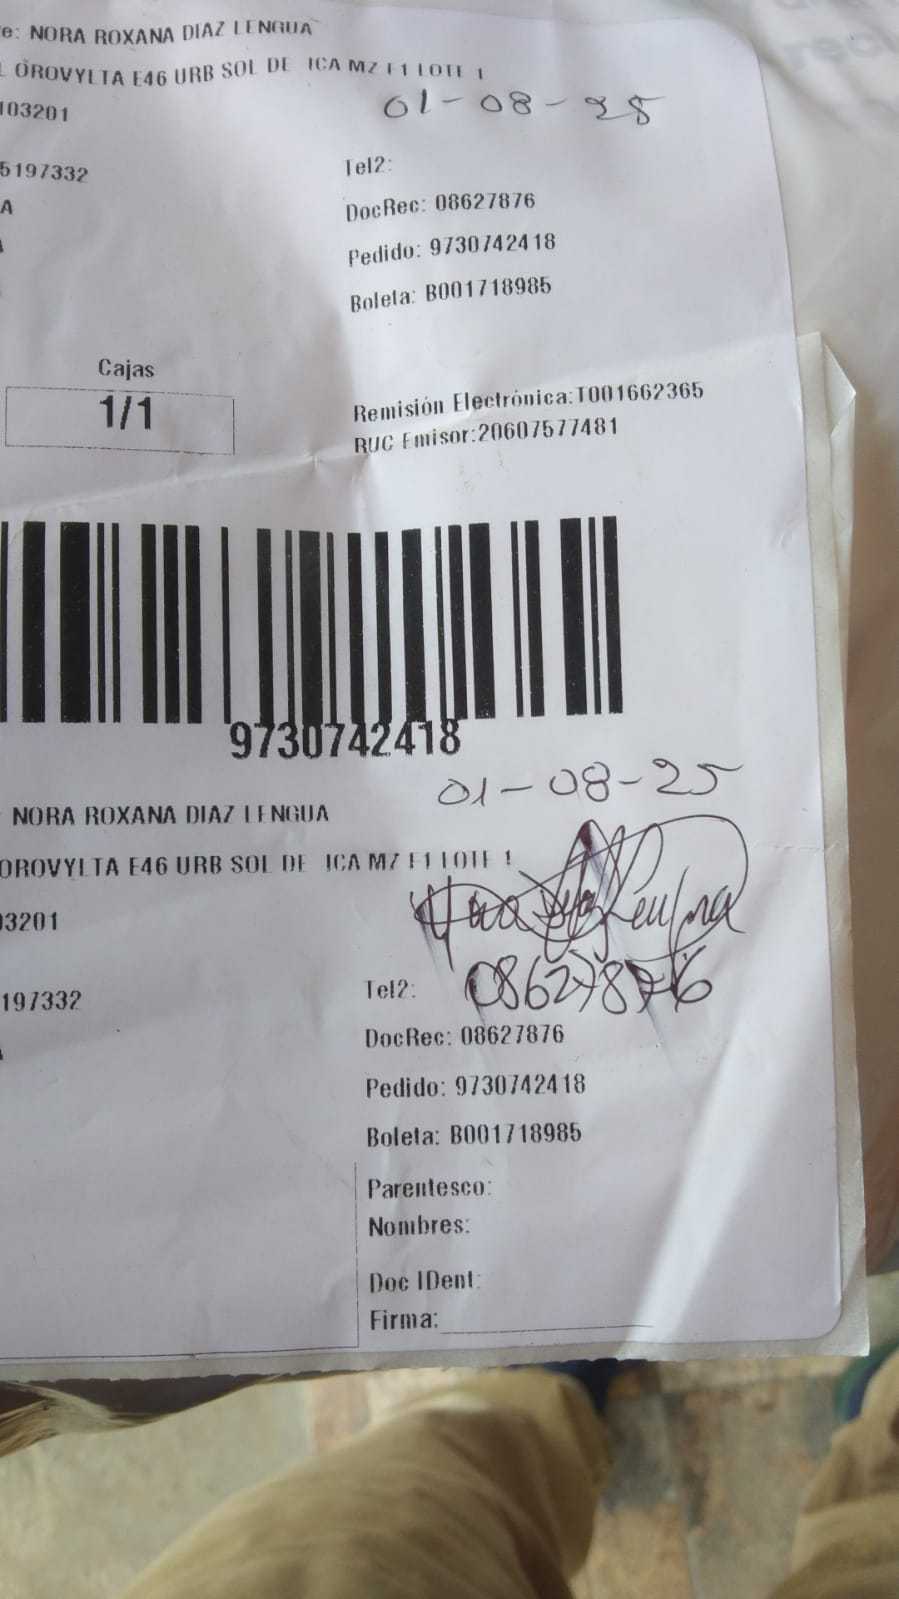 e: NORA ROXANA DIAZ LENGUA
OROVYLTA E46 URB SOL DE ICA MZ F1 LOTE 1
01-08-25
103201
5197332
Tel2:
A
DocRec: 08627876
Pedido: 9730742418
Boleta: B001718985
Cajas
1/1
Remisión Electrónica:T001662365
RUC Emisor:20607577481
9730742418
01-08-25
NORA ROXANA DIAZ LENGUA
OROVYLTA E46 URB SOL DE ICA MZ F1 LOTE 1
03201
08627876
197332
Tel2:
DocRec: 08627876
Pedido: 9730742418
Boleta: B001718985
Parentesco:
Nombres:
Doc IDent:
Firma: